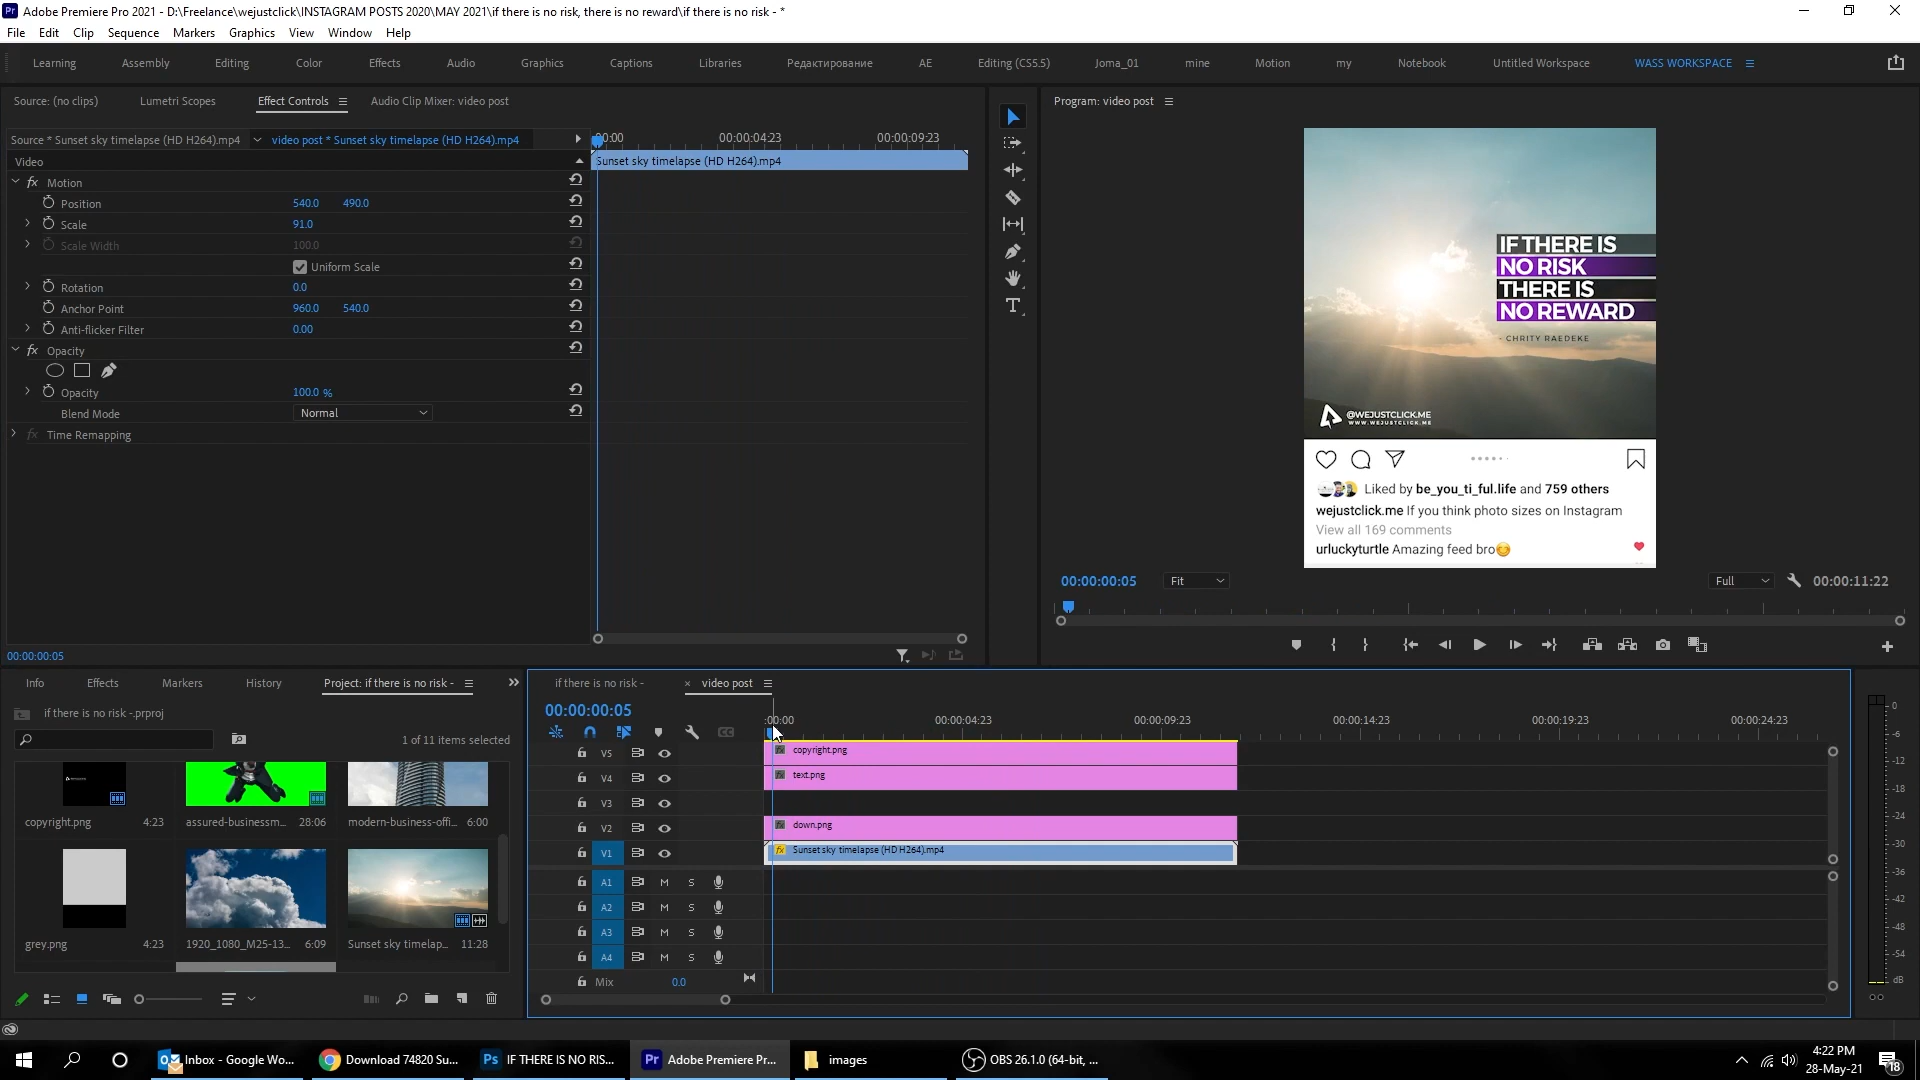 Adobe Premiere Pro 2021 - D:\Freelance\wejustclick\INSTAGRAM POSTS 2020\MAY 2021\if there is no risk, there is no reward\if there is no risk - *
File Edit Clip Sequence Markers Graphics View Window Help
Learning Assembly Editing Color Effects Audio Graphics Captions Libraries Редактирование AE Editing (CS5.5) Joma_01 mine Motion my Notebook Untitled Workspace WASS WORKSPACE
Source: (no clips) Lumetri Scopes Effect Controls Audio Clip Mixer: video post
Program: video post
Source * Sunset sky timelapse (HD H264).mp4 video post * Sunset sky timelapse (HD H264).mp4
:00:00 00:00:04:23 00:00:09:23
Video
Sunset sky timelapse (HD H264).mp4
fx Motion
Position 540.0 490.0
Scale 91.0
Scale Width 100.0
Uniform Scale
Rotation 0.0
Anchor Point 960.0 540.0
Anti-flicker Filter 0.00
fx Opacity
Opacity 100.0 %
Blend Mode Normal
fx Time Remapping
00:00:00:05
IF THERE IS
NO RISK
THERE IS
NO REWARD
- CHRITY RAEDEKE
@WEJUSTCLICK.ME
WWW.WEJUSTCLICK.ME
Liked by be_you_ti_ful.life and 759 others
wejustclick.me If you think photo sizes on Instagram
View all 169 comments
urluckyturtle Amazing feed bro
00:00:00:05 Fit Full 00:00:11:22
Info Effects Markers History Project: if there is no risk -
if there is no risk -.prproj
1 of 11 items selected
copyright.png 4:23
assured-businessm... 28:06
modern-business-offi... 6:00
grey.png 4:23
1920_1080_M25-13... 6:09
Sunset sky timelap... 11:28
if there is no risk - × video post
00:00:00:05
:00:00 00:00:04:23 00:00:09:23 00:00:14:23 00:00:19:23 00:00:24:23
V5 fx copyright.png
V4 fx text.png
V3
V2 fx down.png
V1 fx Sunset sky timelapse (HD H264).mp4
A1 M S
A2 M S
A3 M S
A4 M S
Mix 0.0
0
-6
-12
-18
-24
-30
-36
-42
-48
-54
dB
Inbox - Google Wo...
Download 74820 Su...
Ps IF THERE IS NO RIS...
Pr Adobe Premiere Pr...
images
OBS 26.1.0 (64-bit, ...
4:22 PM
28-May-21
18